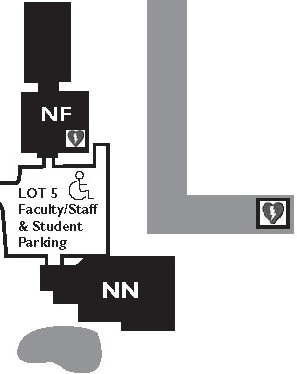 NF
LOT 5
Faculty/Staff
& Student
Parking
NN